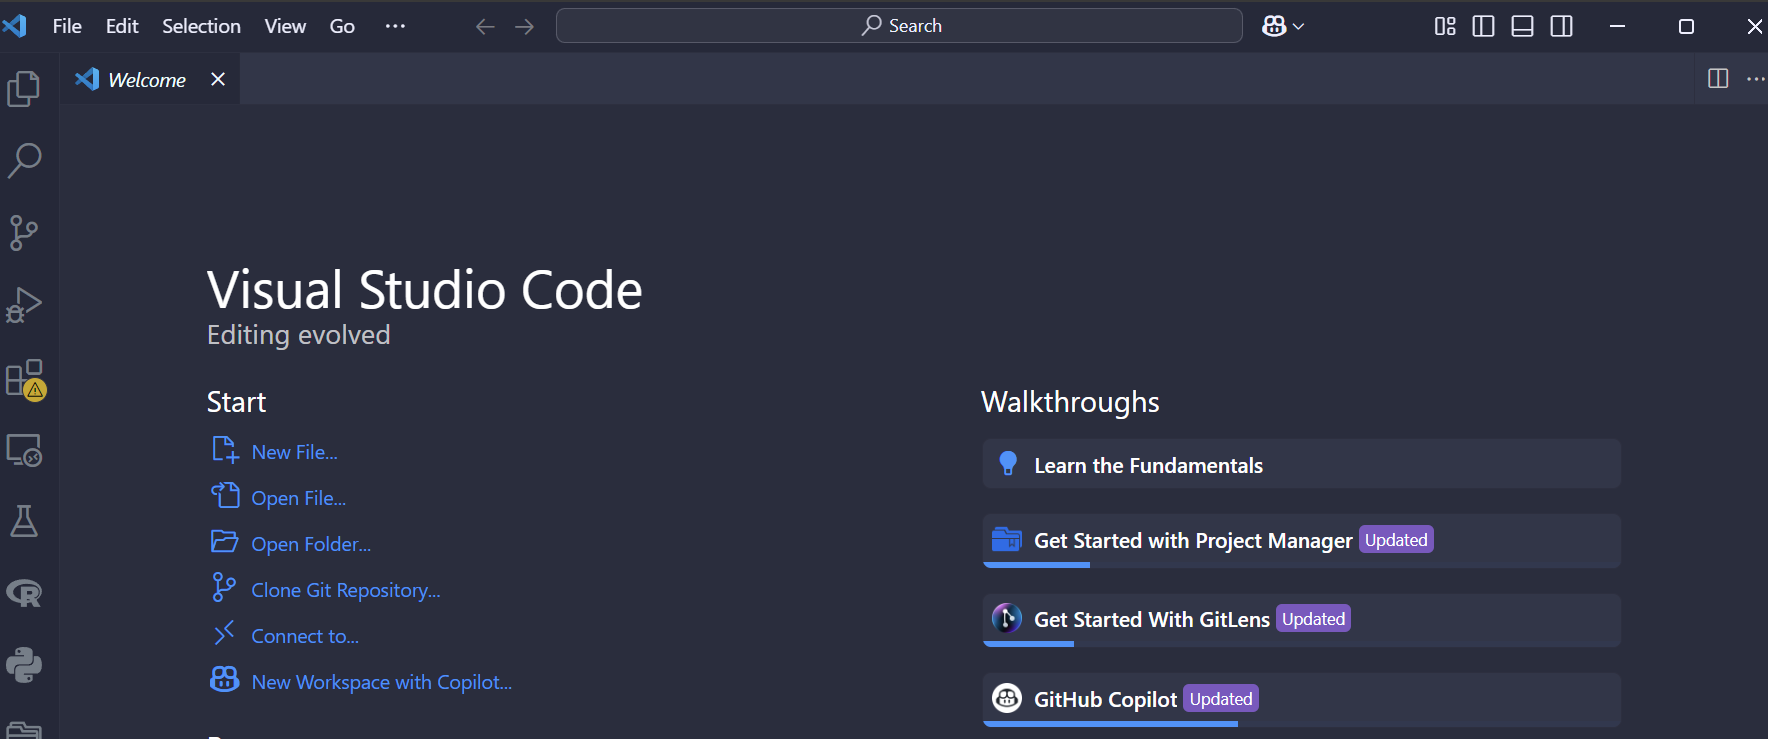 File Edit Selection View Go ···
Search
Welcome
Visual Studio Code
Editing evolved
Start
New File...
Open File...
Open Folder...
Clone Git Repository...
Connect to...
New Workspace with Copilot...
Walkthroughs
Learn the Fundamentals
Get Started with Project Manager Updated
Get Started With GitLens Updated
GitHub Copilot Updated